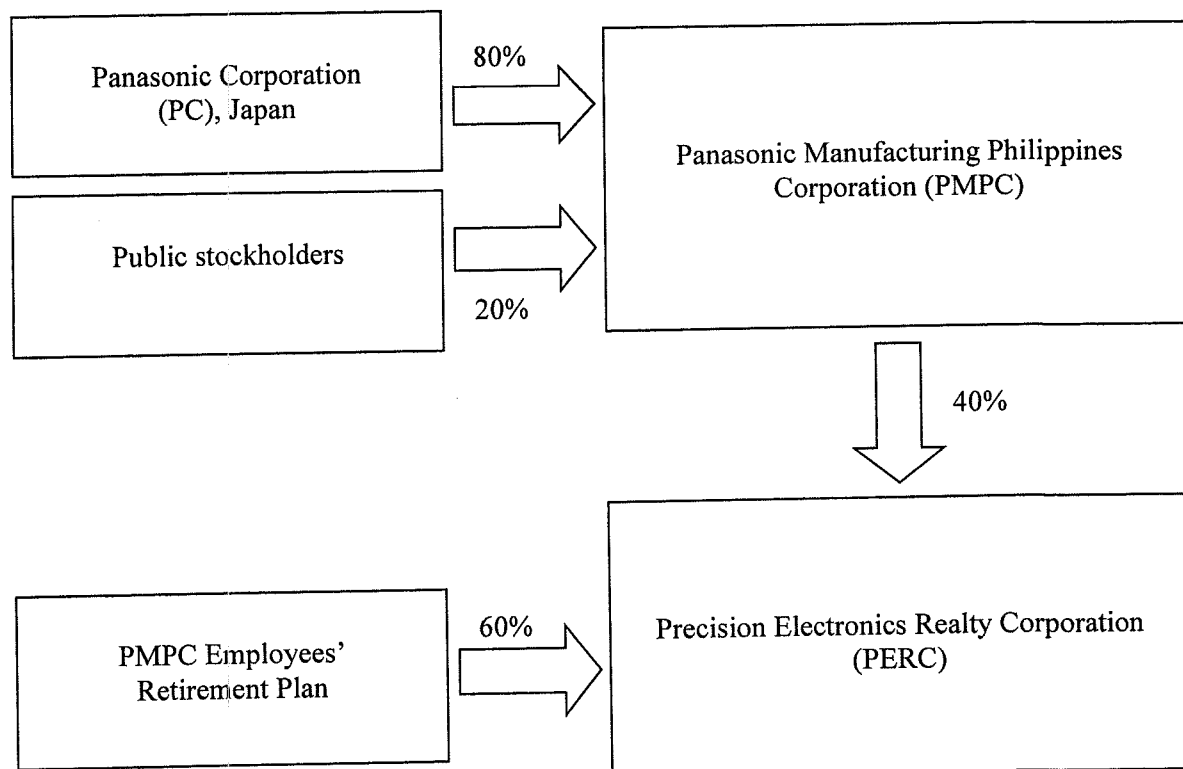 Panasonic Corporation
(PC), Japan
80%
Public stockholders
20%
Panasonic Manufacturing Philippines
Corporation (PMPC)
40%
PMPC Employees’
Retirement Plan
60%
Precision Electronics Realty Corporation
(PERC)